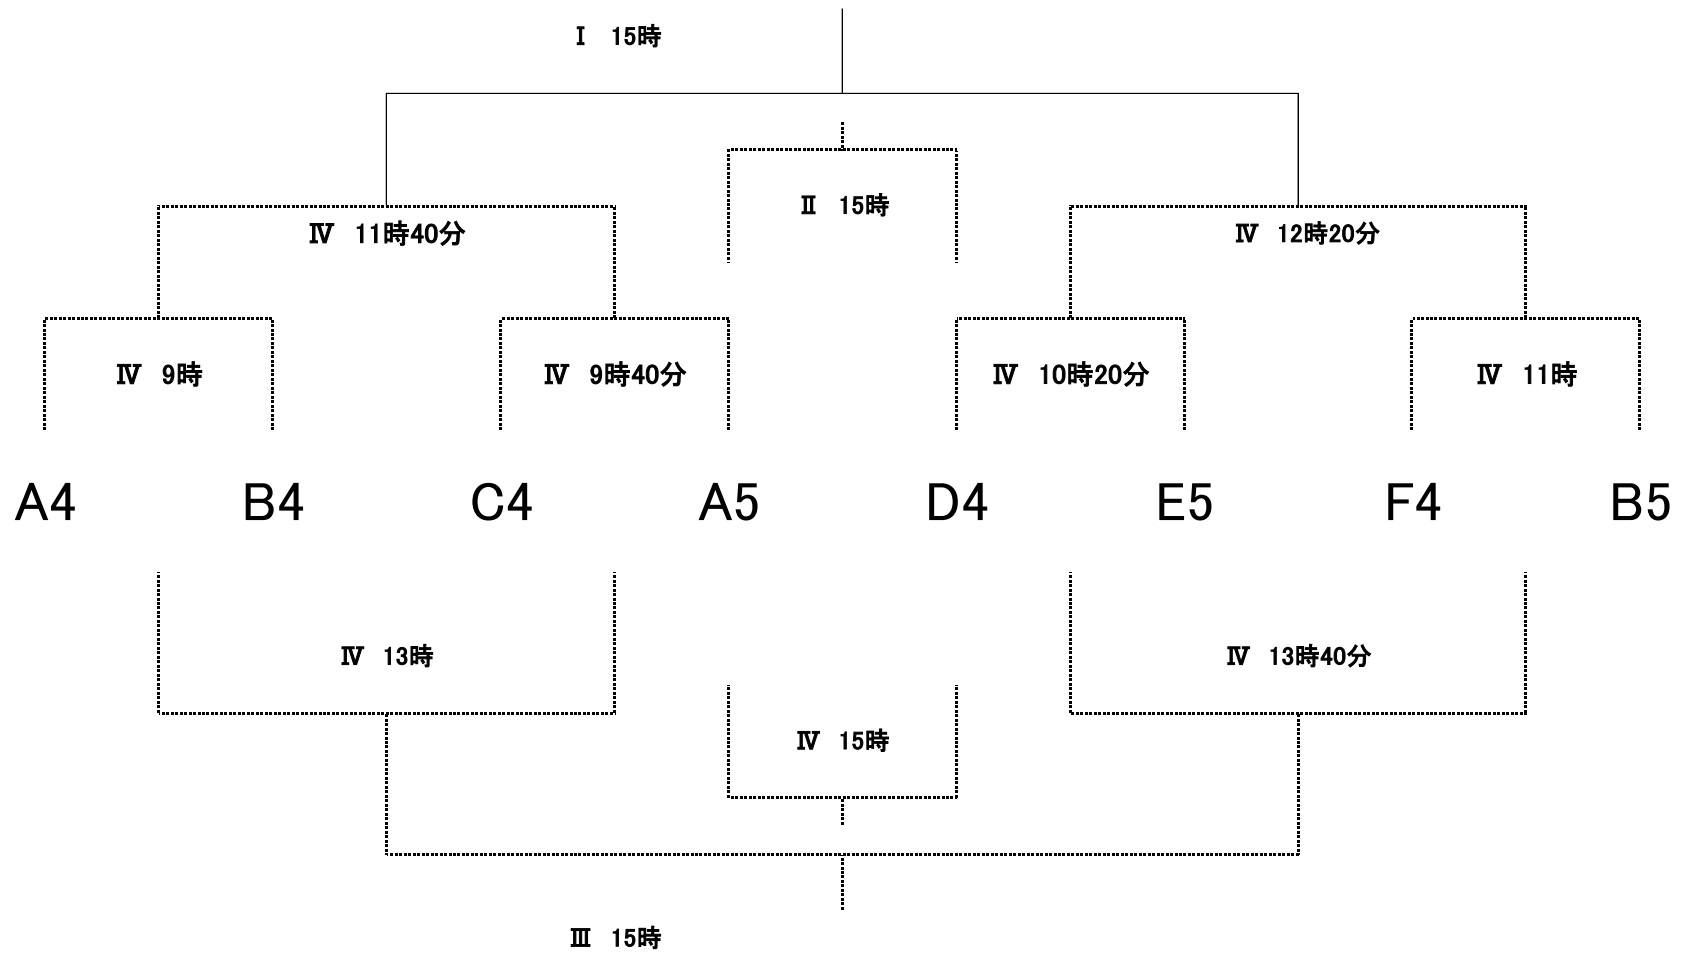 Ⅰ　15時
Ⅱ　15時
Ⅳ　11時40分
Ⅳ　12時20分
Ⅳ　9時
Ⅳ　9時40分
Ⅳ　10時20分
Ⅳ　11時
A4
B4
C4
A5
D4
E5
F4
B5
Ⅳ　13時
Ⅳ　13時40分
Ⅳ　15時
Ⅲ　15時